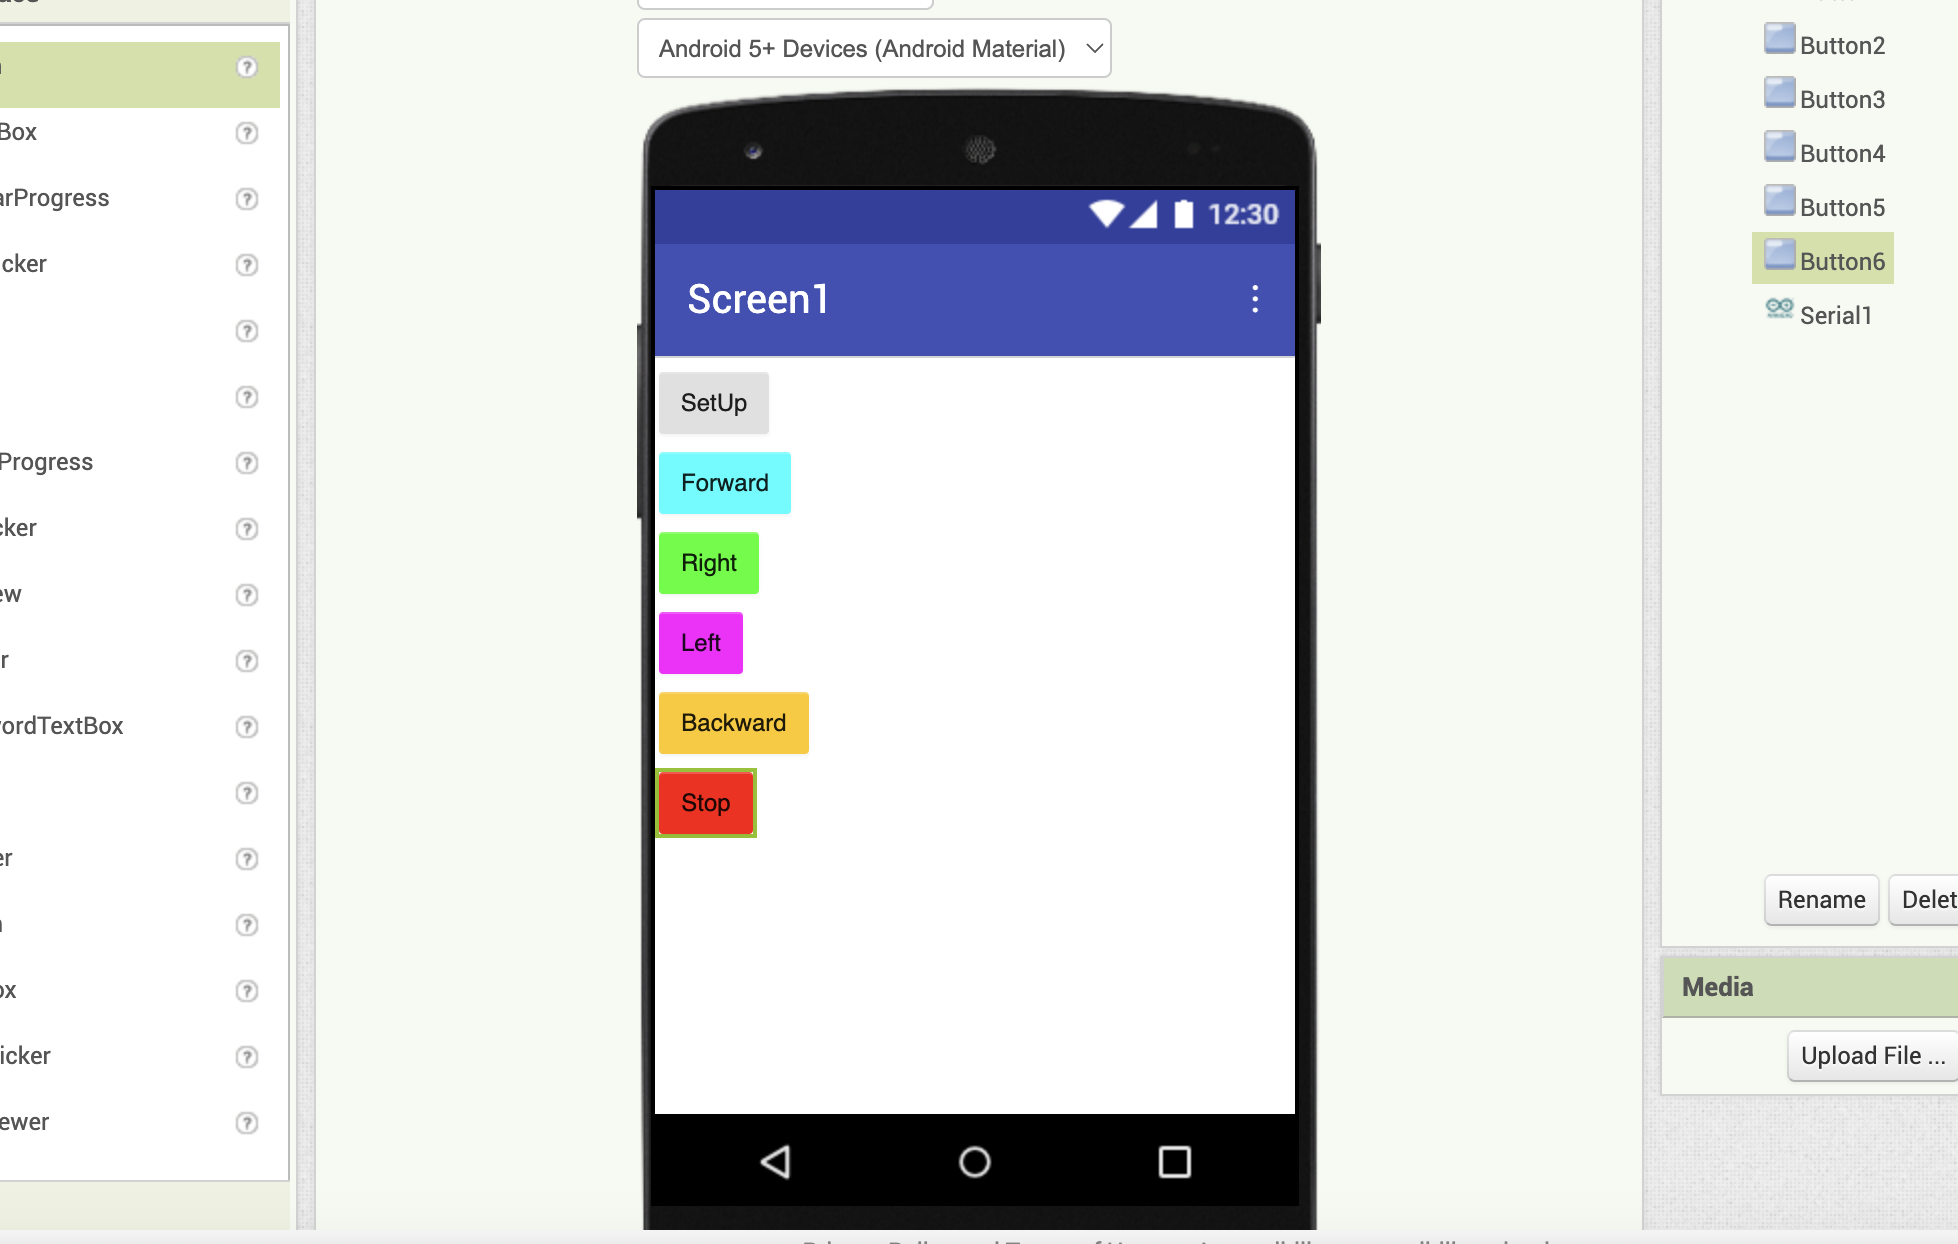 Android 5+ Devices (Android Material)
Box
arProgress
cker
Progress
cker
ew
r
vordTextBox
er
ox
icker
ewer
12:30
Screen1
SetUp
Forward
Right
Left
Backward
Stop
Button2
Button3
Button4
Button5
Button6
Serial1
Rename
Delet
Media
Upload File ...